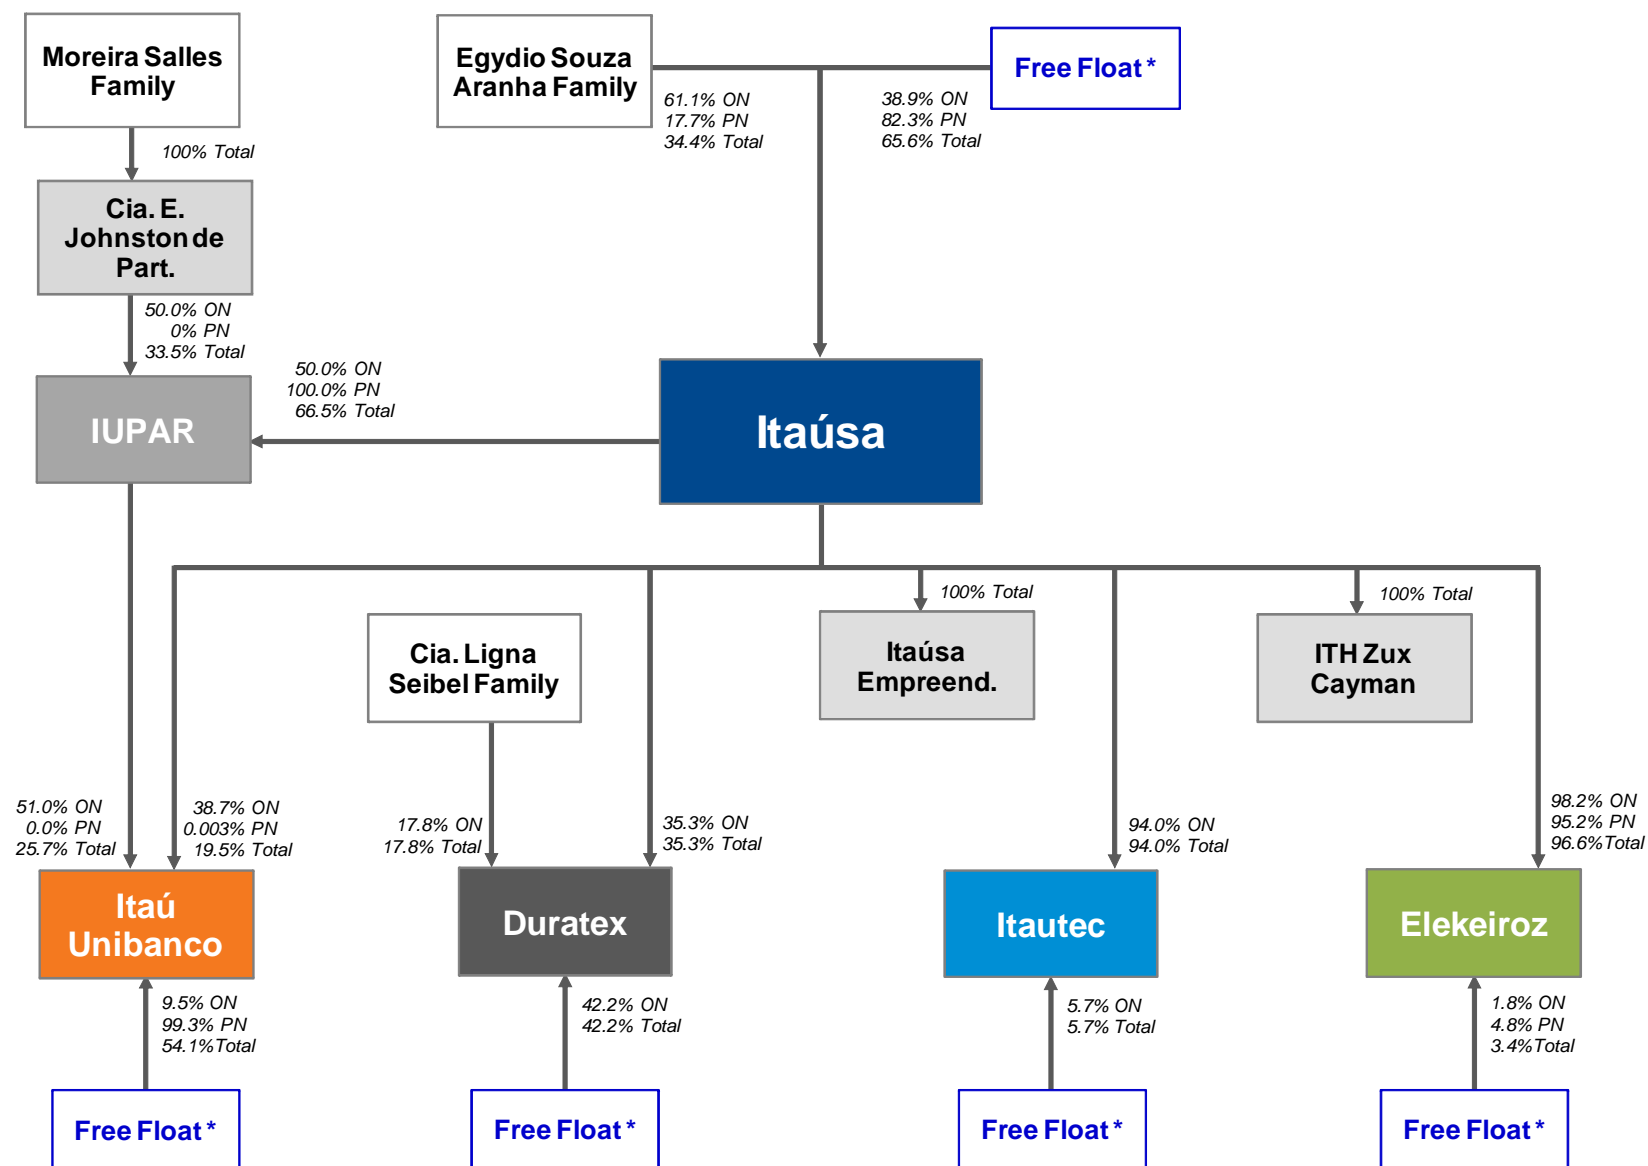 Moreira Salles
Family
Egydio Souza
Aranha Family
Free Float *
61.1% ON
17.7% PN
34.4% Total
38.9% ON
82.3% PN
65.6% Total
100% Total
Cia. E.
Johnston de
Part.
50.0% ON
0% PN
33.5% Total
50.0% ON
100.0% PN
66.5% Total
IUPAR
Itaúsa
100% Total
100% Total
Cia. Ligna
Seibel Family
Itaúsa
Empreend.
ITH Zux
Cayman
51.0% ON
0.0% PN
25.7% Total
38.7% ON
0.003% PN
19.5% Total
17.8% ON
17.8% Total
35.3% ON
35.3% Total
94.0% ON
94.0% Total
98.2% ON
95.2% PN
96.6%Total
Itaú
Unibanco
Duratex
Itautec
Elekeiroz
9.5% ON
99.3% PN
54.1%Total
42.2% ON
42.2% Total
5.7% ON
5.7% Total
1.8% ON
4.8% PN
3.4%Total
Free Float *
Free Float *
Free Float *
Free Float *